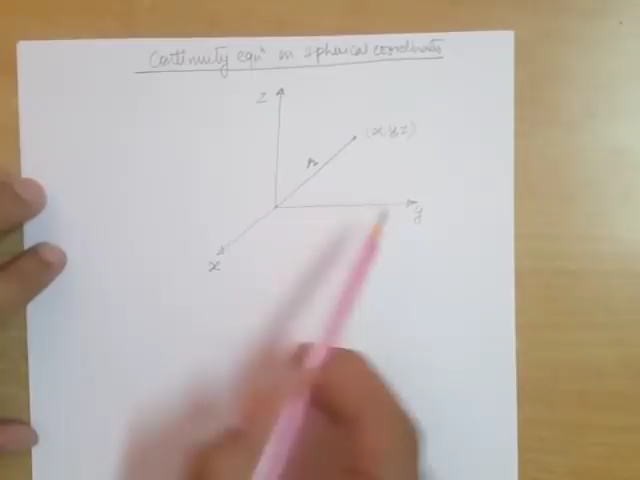 Continuity eqn in spherical coordinates
z
(x, y, z)
r
y
x